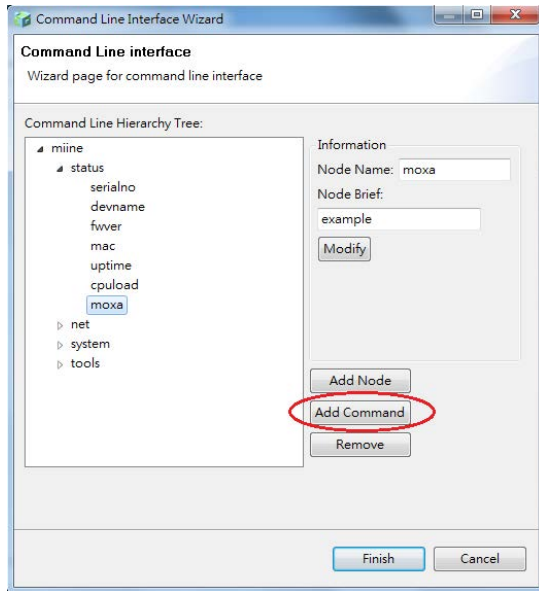 Command Line Interface Wizard
Command Line interface
Wizard page for command line interface
Command Line Hierarchy Tree:
miine
status
serialno
devname
fwver
mac
uptime
cpuload
moxa
net
system
tools
Information
Node Name: moxa
Node Brief:
example
Modify
Add Node
Add Command
Remove
Finish Cancel